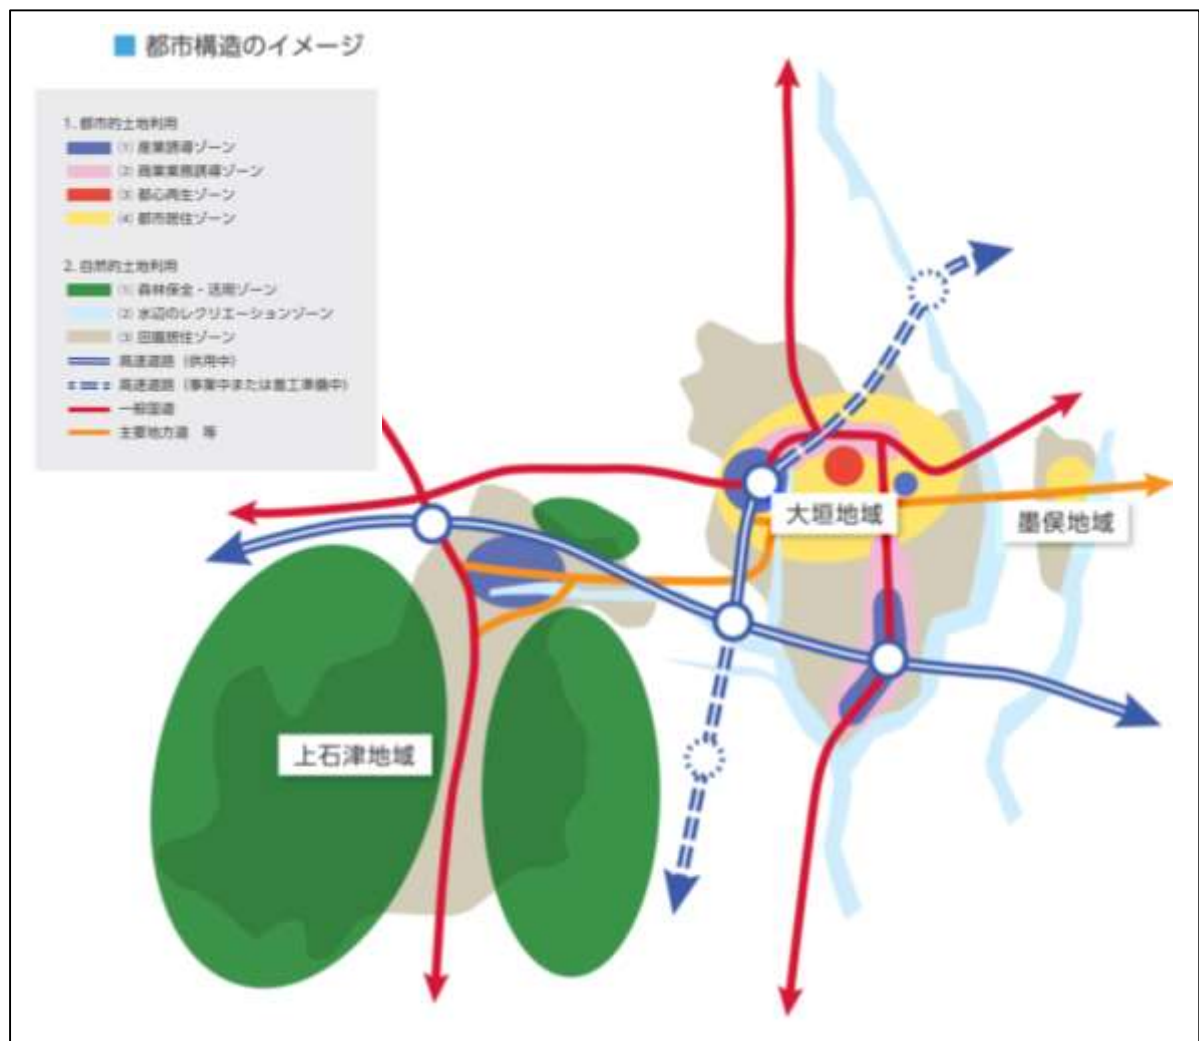 ■ 都市構造のイメージ
1. 都市的土地利用
(1) 産業誘導ゾーン
(2) 商業業務誘導ゾーン
(3) 都心再生ゾーン
(4) 都市居住ゾーン
2. 自然的土地利用
(1) 森林保全・活用ゾーン
(2) 水辺のレクリエーションゾーン
(3) 田園居住ゾーン
高速道路（供用中）
高速道路（事業中または着工準備中）
一般国道
主要地方道 等
大垣地域
墨俣地域
上石津地域